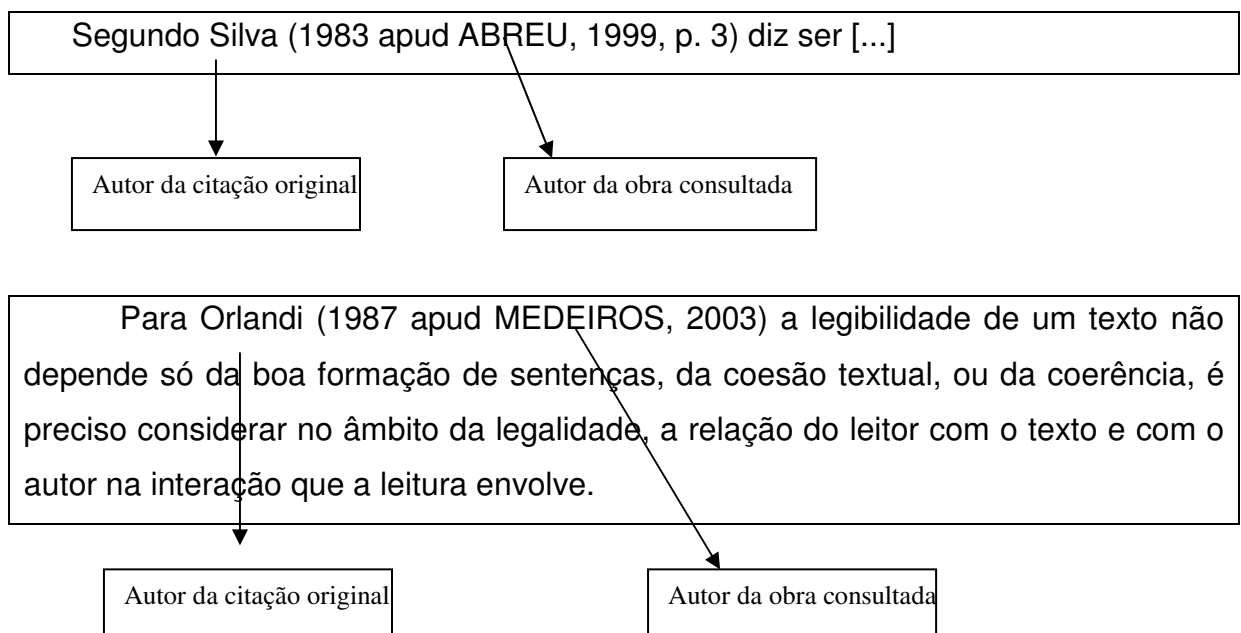 Segundo Silva (1983 apud ABREU, 1999, p. 3) diz ser [...]
Autor da citação original
Autor da obra consultada
Para Orlandi (1987 apud MEDEIROS, 2003) a legibilidade de um texto não
depende só da boa formação de sentenças, da coesão textual, ou da coerência, é
preciso considerar no âmbito da legalidade, a relação do leitor com o texto e com o
autor na interação que a leitura envolve.
Autor da citação original
Autor da obra consultada